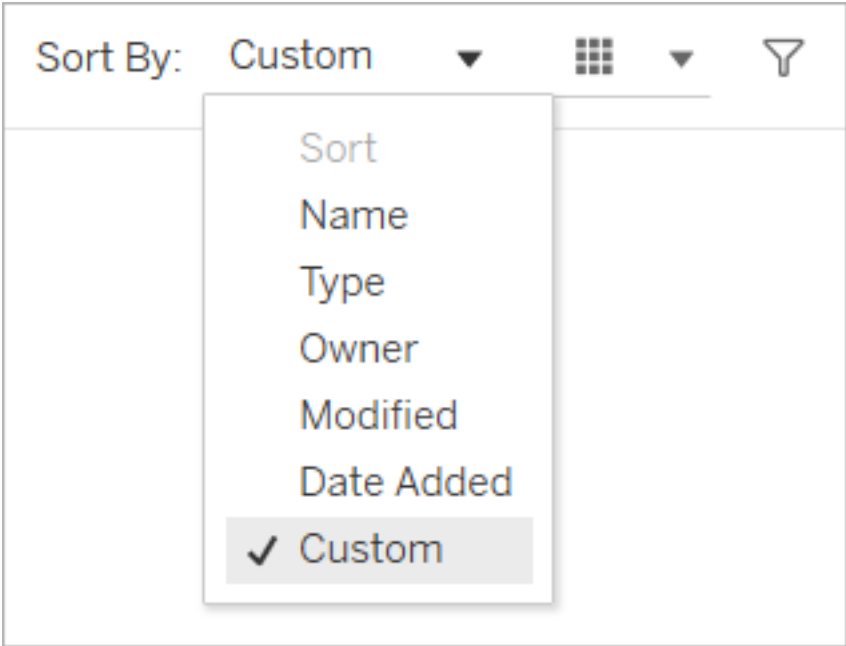 Sort By: Custom
Sort
Name
Type
Owner
Modified
Date Added
Custom